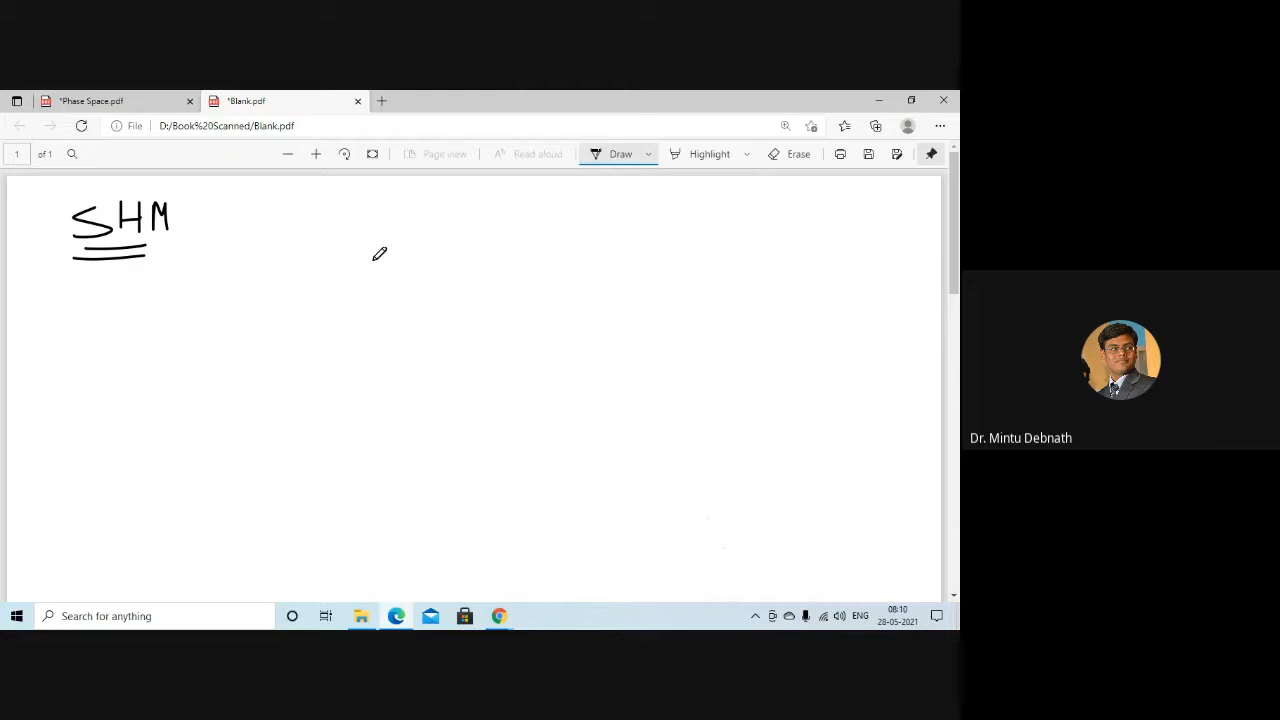 *Phase Space.pdf
*Blank.pdf
File D:/Book%20Scanned/Blank.pdf
1 of 1 Page view Read aloud Draw Highlight Erase
SHM
Dr. Mintu Debnath
Search for anything
ENG
08:10
28-05-2021